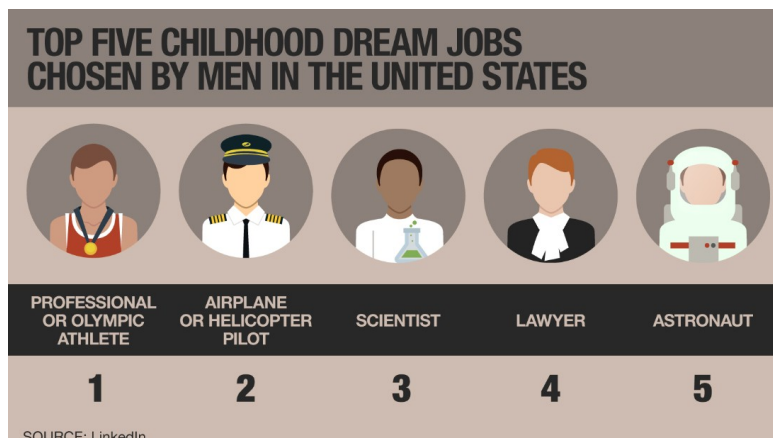 TOP FIVE CHILDHOOD DREAM JOBS
CHOSEN BY MEN IN THE UNITED STATES
PROFESSIONAL
OR OLYMPIC
ATHLETE
AIRPLANE
OR HELICOPTER
PILOT
SCIENTIST
LAWYER
ASTRONAUT
1
2
3
4
5
SOURCE: LinkedIn